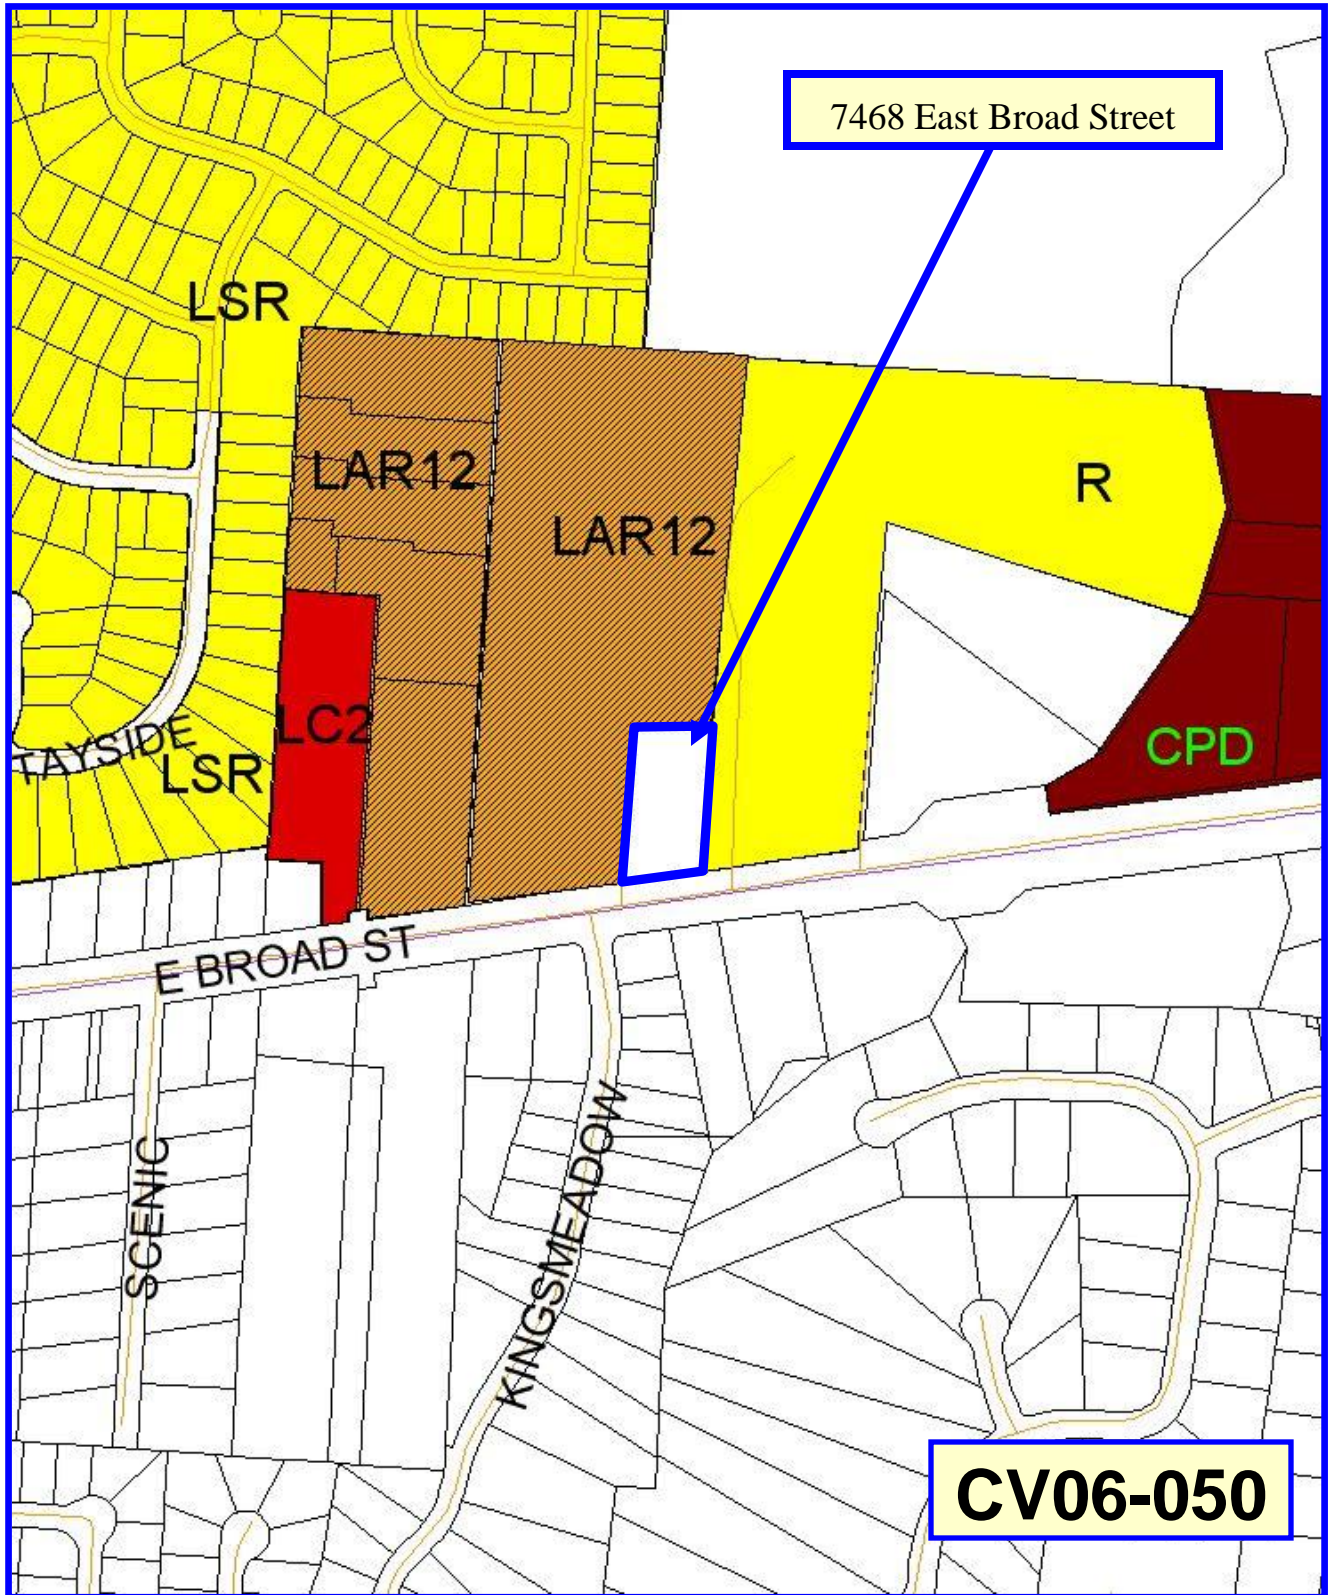 7468 East Broad Street
LSR
LAR12
R
LAR12
LC2
TAYSIDE
LSR
CPD
E BROAD ST
SCENIC
KINGSMEADOW
CV06-050